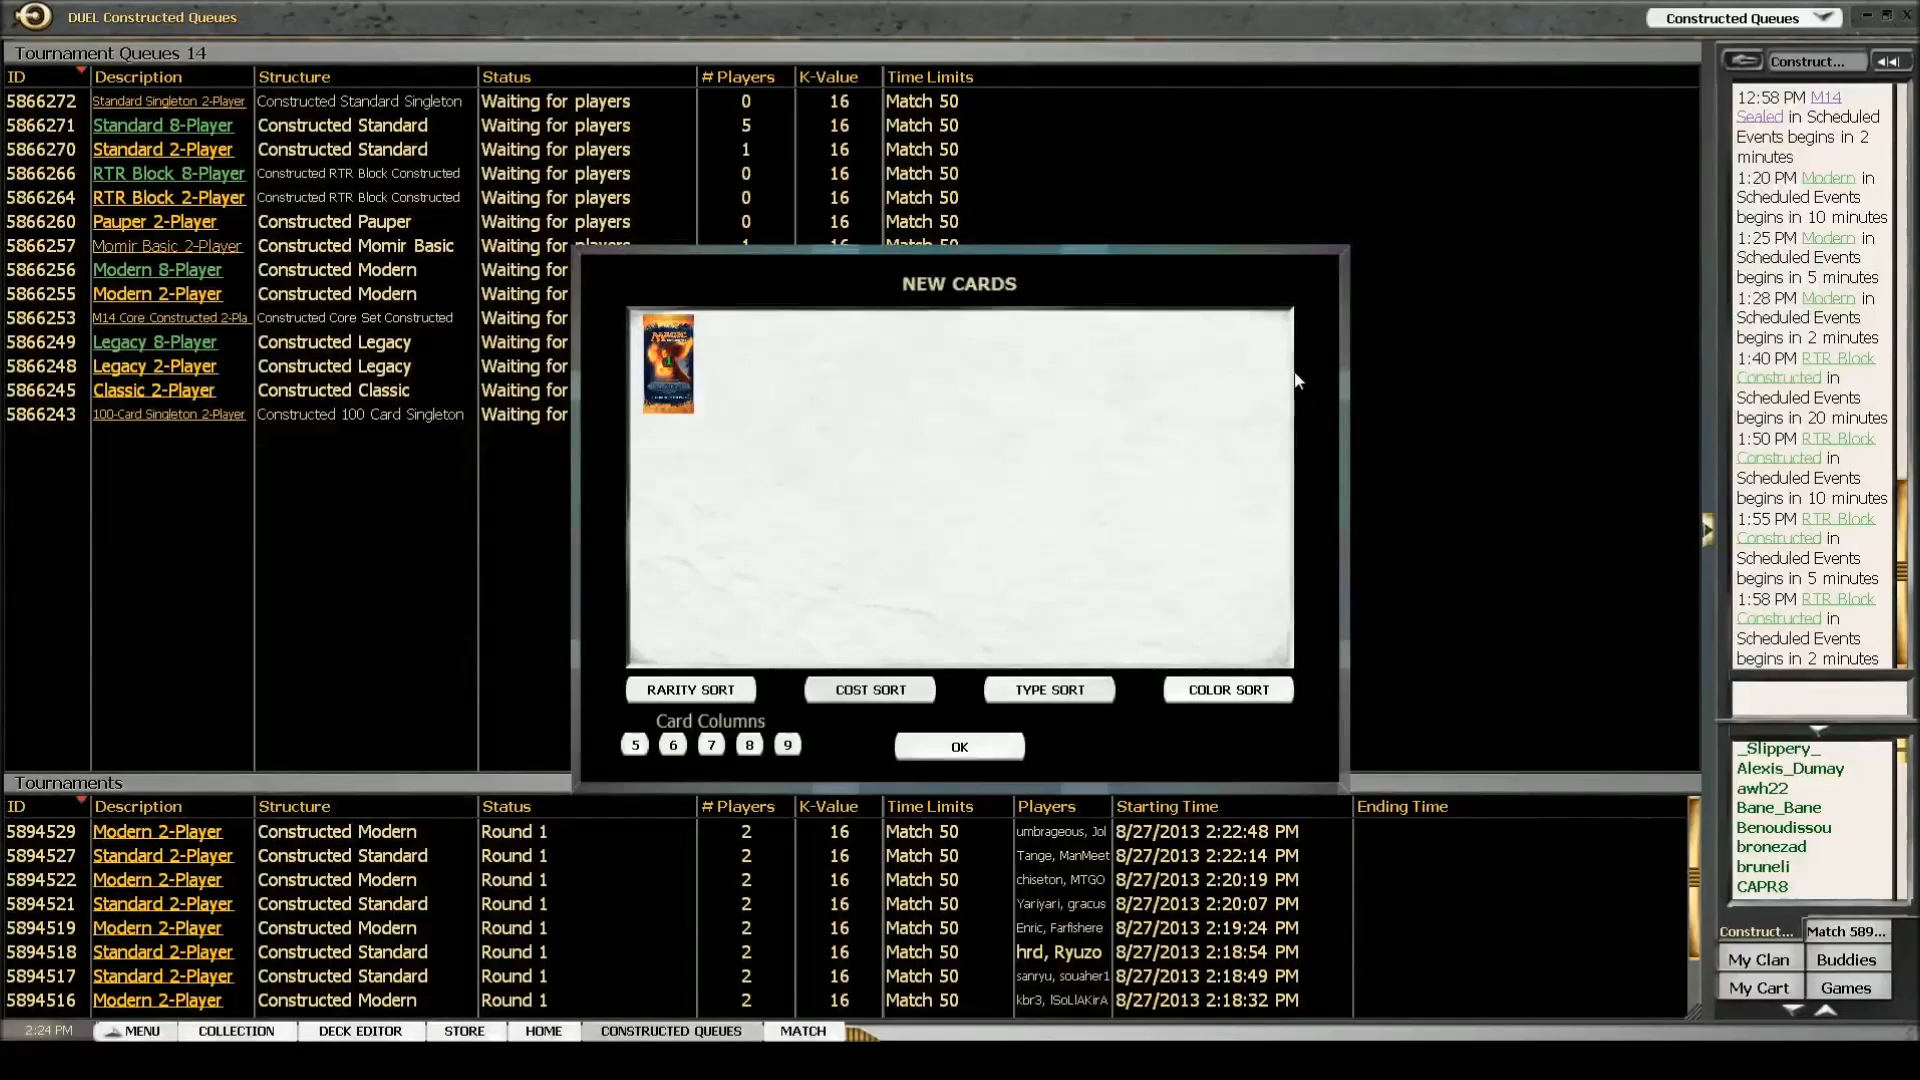 DUEL Constructed Queues
Constructed Queues
Tournament Queues 14
ID Description Structure Status # Players K-Value Time Limits
5866272 Standard Singleton 2-Player Constructed Standard Singleton Waiting for players 0 16 Match 50
5866271 Standard 8-Player Constructed Standard Waiting for players 5 16 Match 50
5866270 Standard 2-Player Constructed Standard Waiting for players 1 16 Match 50
5866266 RTR Block 8-Player Constructed RTR Block Constructed Waiting for players 0 16 Match 50
5866264 RTR Block 2-Player Constructed RTR Block Constructed Waiting for players 0 16 Match 50
5866260 Pauper 2-Player Constructed Pauper Waiting for players 0 16 Match 50
5866257 Momir Basic 2-Player Constructed Momir Basic Waiting for players 1 16 Match 50
5866256 Modern 8-Player Constructed Modern Waiting for
5866255 Modern 2-Player Constructed Modern Waiting for
5866253 M14 Core Constructed 2-Pla Constructed Core Set Constructed Waiting for
5866249 Legacy 8-Player Constructed Legacy Waiting for
5866248 Legacy 2-Player Constructed Legacy Waiting for
5866245 Classic 2-Player Constructed Classic Waiting for
5866243 100-Card Singleton 2-Player Constructed 100 Card Singleton Waiting for
NEW CARDS
MAGIC
RARITY SORT COST SORT TYPE SORT COLOR SORT
Card Columns
5 6 7 8 9
OK
Tournaments
ID Description Structure Status # Players K-Value Time Limits Players Starting Time Ending Time
5894529 Modern 2-Player Constructed Modern Round 1 2 16 Match 50 umbrageous, Jol 8/27/2013 2:22:48 PM
5894527 Standard 2-Player Constructed Standard Round 1 2 16 Match 50 Tange, ManMeet 8/27/2013 2:22:14 PM
5894522 Modern 2-Player Constructed Modern Round 1 2 16 Match 50 chiseton, MTGO 8/27/2013 2:20:19 PM
5894521 Standard 2-Player Constructed Standard Round 1 2 16 Match 50 Yariyari, gracus 8/27/2013 2:20:07 PM
5894519 Modern 2-Player Constructed Modern Round 1 2 16 Match 50 Enric, Farfishere 8/27/2013 2:19:24 PM
5894518 Standard 2-Player Constructed Standard Round 1 2 16 Match 50 hrd, Ryuzo 8/27/2013 2:18:54 PM
5894517 Standard 2-Player Constructed Standard Round 1 2 16 Match 50 sanryu, souaher1 8/27/2013 2:18:49 PM
5894516 Modern 2-Player Constructed Modern Round 1 2 16 Match 50 kbr3, 8/27/2013 2:18:32 PM
Construct...
12:58 PM M14
Sealed in Scheduled
Events begins in 2
minutes
1:20 PM Modern in
Scheduled Events
begins in 10 minutes
1:25 PM Modern in
Scheduled Events
begins in 5 minutes
1:28 PM Modern in
Scheduled Events
begins in 2 minutes
1:40 PM RTR Block
Constructed in
Scheduled Events
begins in 20 minutes
1:50 PM RTR Block
Constructed in
Scheduled Events
begins in 10 minutes
1:55 PM RTR Block
Constructed in
Scheduled Events
begins in 5 minutes
1:58 PM RTR Block
Constructed in
Scheduled Events
begins in 2 minutes
_Slippery_
Alexis_Dumay
awh22
Bane_Bane
Benoudissou
bronezad
bruneli
CAPR8
Construct... Match 589...
My Clan Buddies
My Cart Games
2:24 PM MENU COLLECTION DECK EDITOR STORE HOME CONSTRUCTED QUEUES MATCH